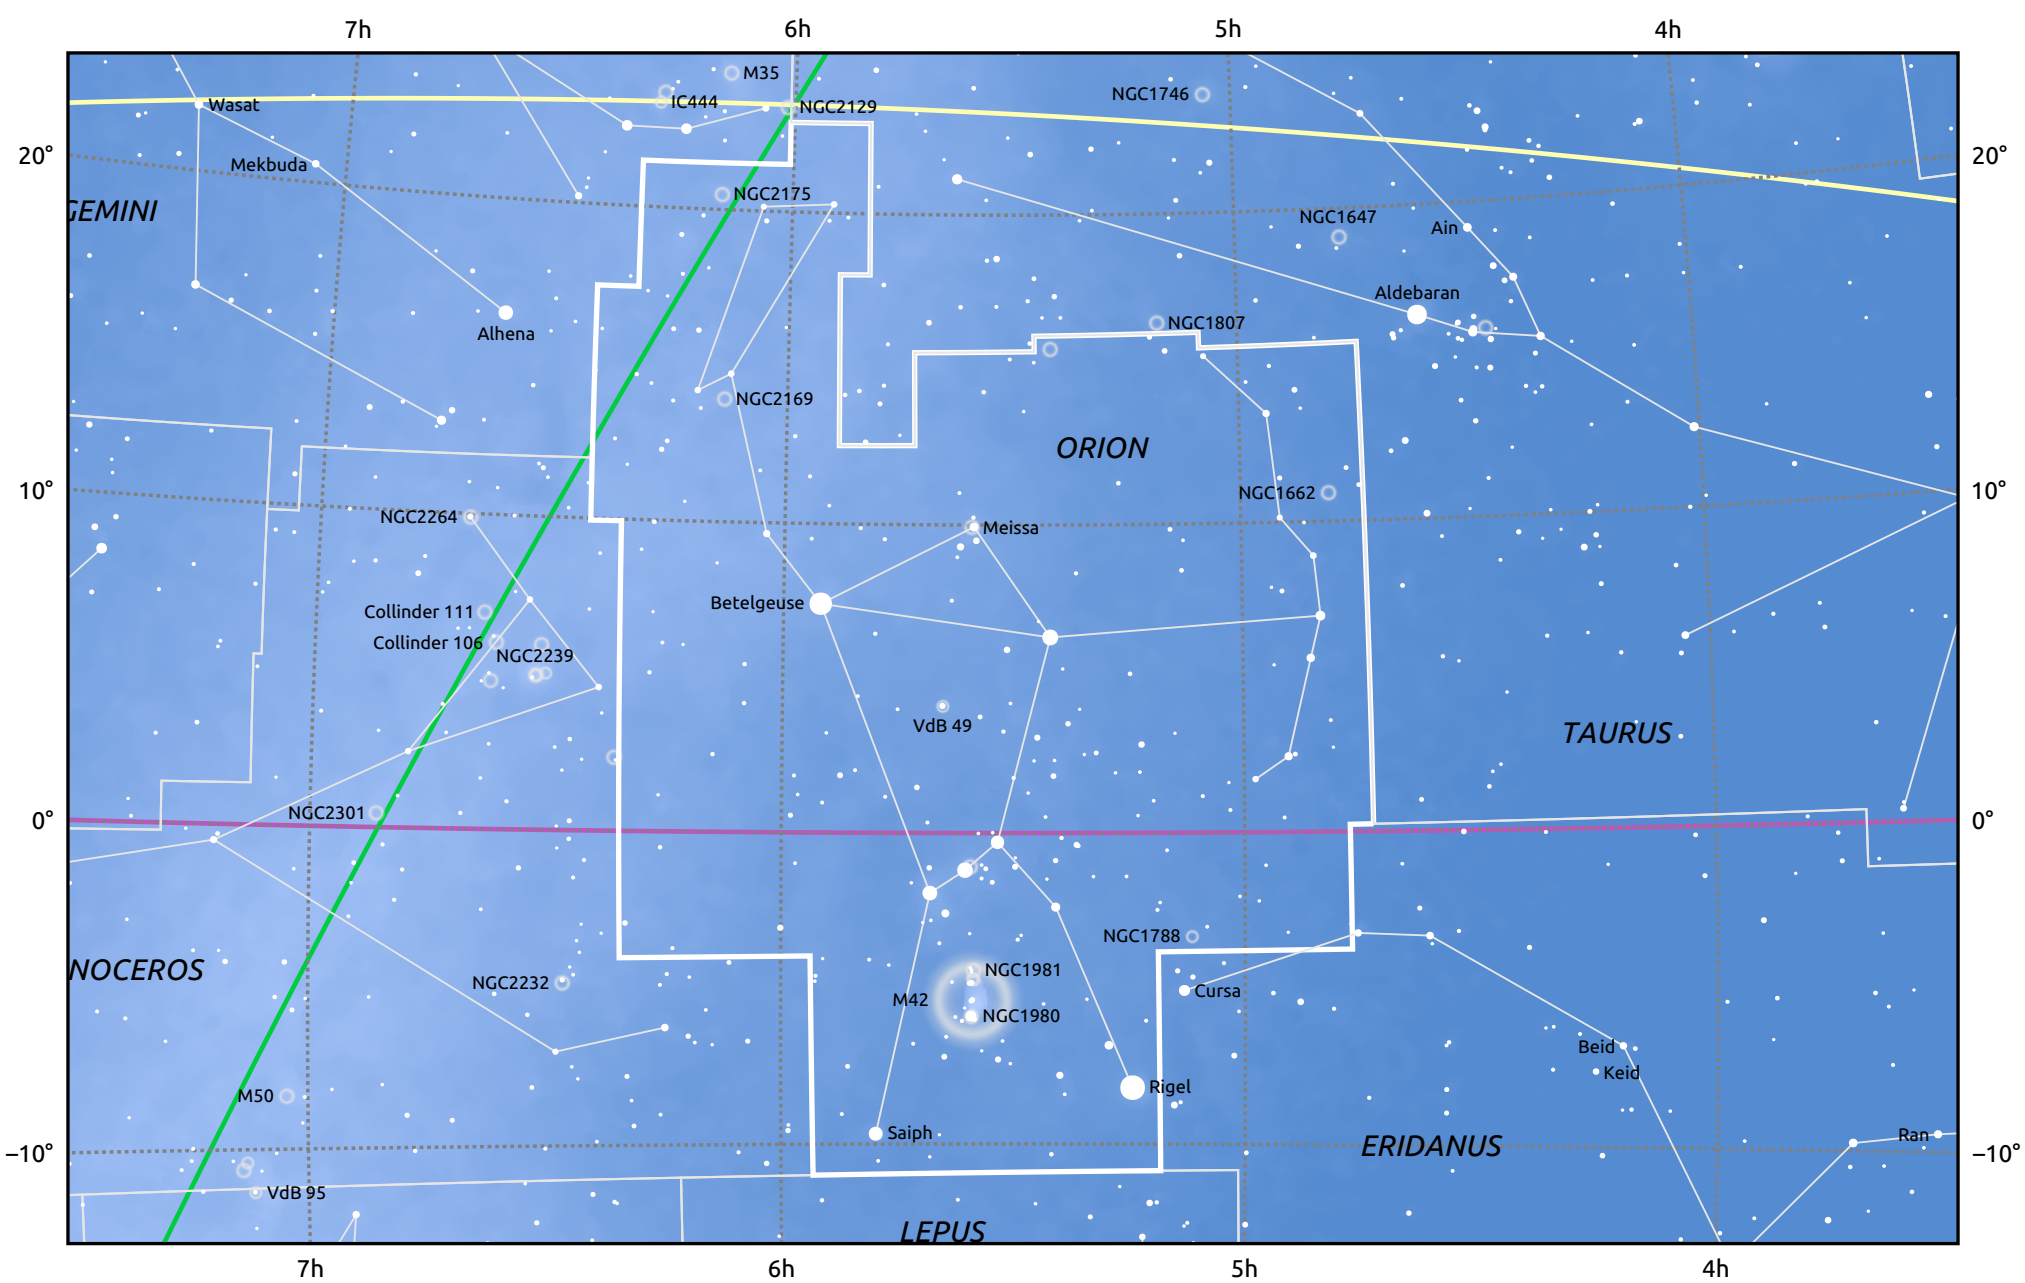 7h 6h 5h 4h
M35
NGC1746
IC444
Wasat
NGC2129
20° 20°
Mekbuda
NGC2175
GEMINI
NGC1647
Ain
Aldebaran
NGC1807
Alhena
NGC2169
ORION
10° 10°
NGC1662
NGC2264
Meissa
Betelgeuse
Collinder 111
Collinder 106
NGC2239
VdB 49
TAURUS
NGC2301
0° 0°
NGC1788
NOCEROS
NGC1981
NGC2232
Cursa
M42
NGC1980
Beid
Keid
Rigel
M50
Saiph
Ran
ERIDANUS
−10° −10°
VdB 95
LEPUS
7h 6h 5h 4h